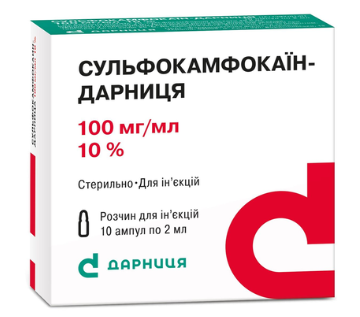 СУЛЬФОКАМФОКАЇН-
ДАРНИЦЯ
100 мг/мл
10 %
Стерильно•Для ін'єкцій
Розчин для ін'єкцій
10 ампул по 2 мл
ДАРНИЦЯ